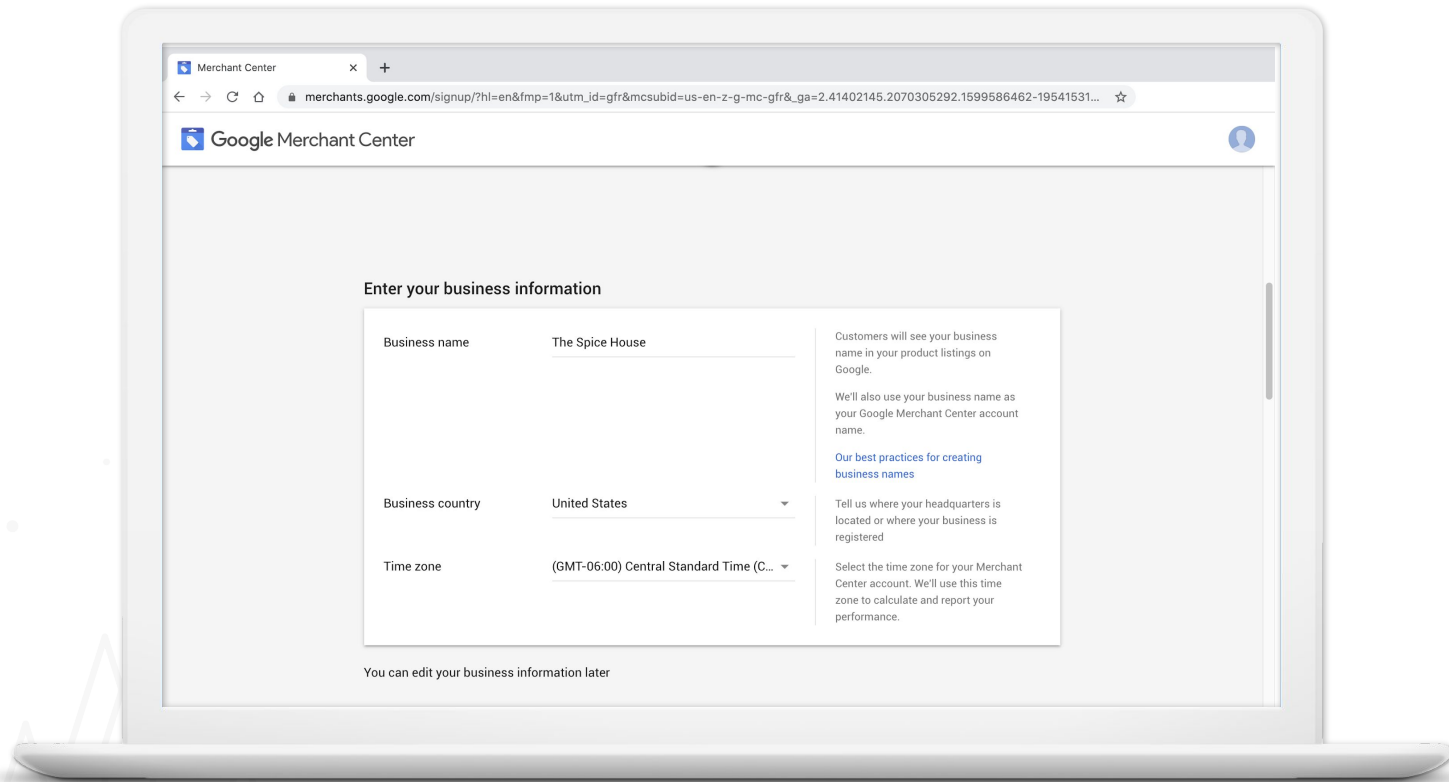 Merchant Center
merchants.google.com/signup/?hl=en&fmp=1&utm_id=gfr&mcsubid=us-en-z-g-mc-gfr&_ga=2.41402145.2070305292.1599586462-19541531...
Google Merchant Center
Enter your business information
Business name
The Spice House
Customers will see your business
name in your product listings on
Google.
We'll also use your business name as
your Google Merchant Center account
name.
Our best practices for creating
business names
Business country
United States
Tell us where your headquarters is
located or where your business is
registered
Time zone
(GMT-06:00) Central Standard Time (C...
Select the time zone for your Merchant
Center account. We'll use this time
zone to calculate and report your
performance.
You can edit your business information later